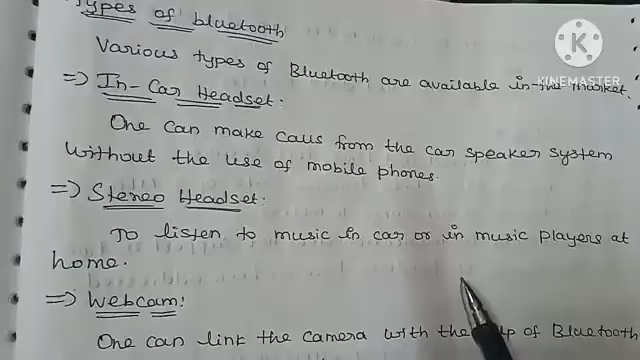 Types of bluetooth
Various types of Bluetooth are available in the market.
KINEMASTER
=> In-Car Headset.
One can make calls from the car speaker system
without the use of mobile phones.
=> Stereo Headset:
To listen to music in car or in music players at
home.
=> Webcam:
One can link the camera with the of Bluetooth